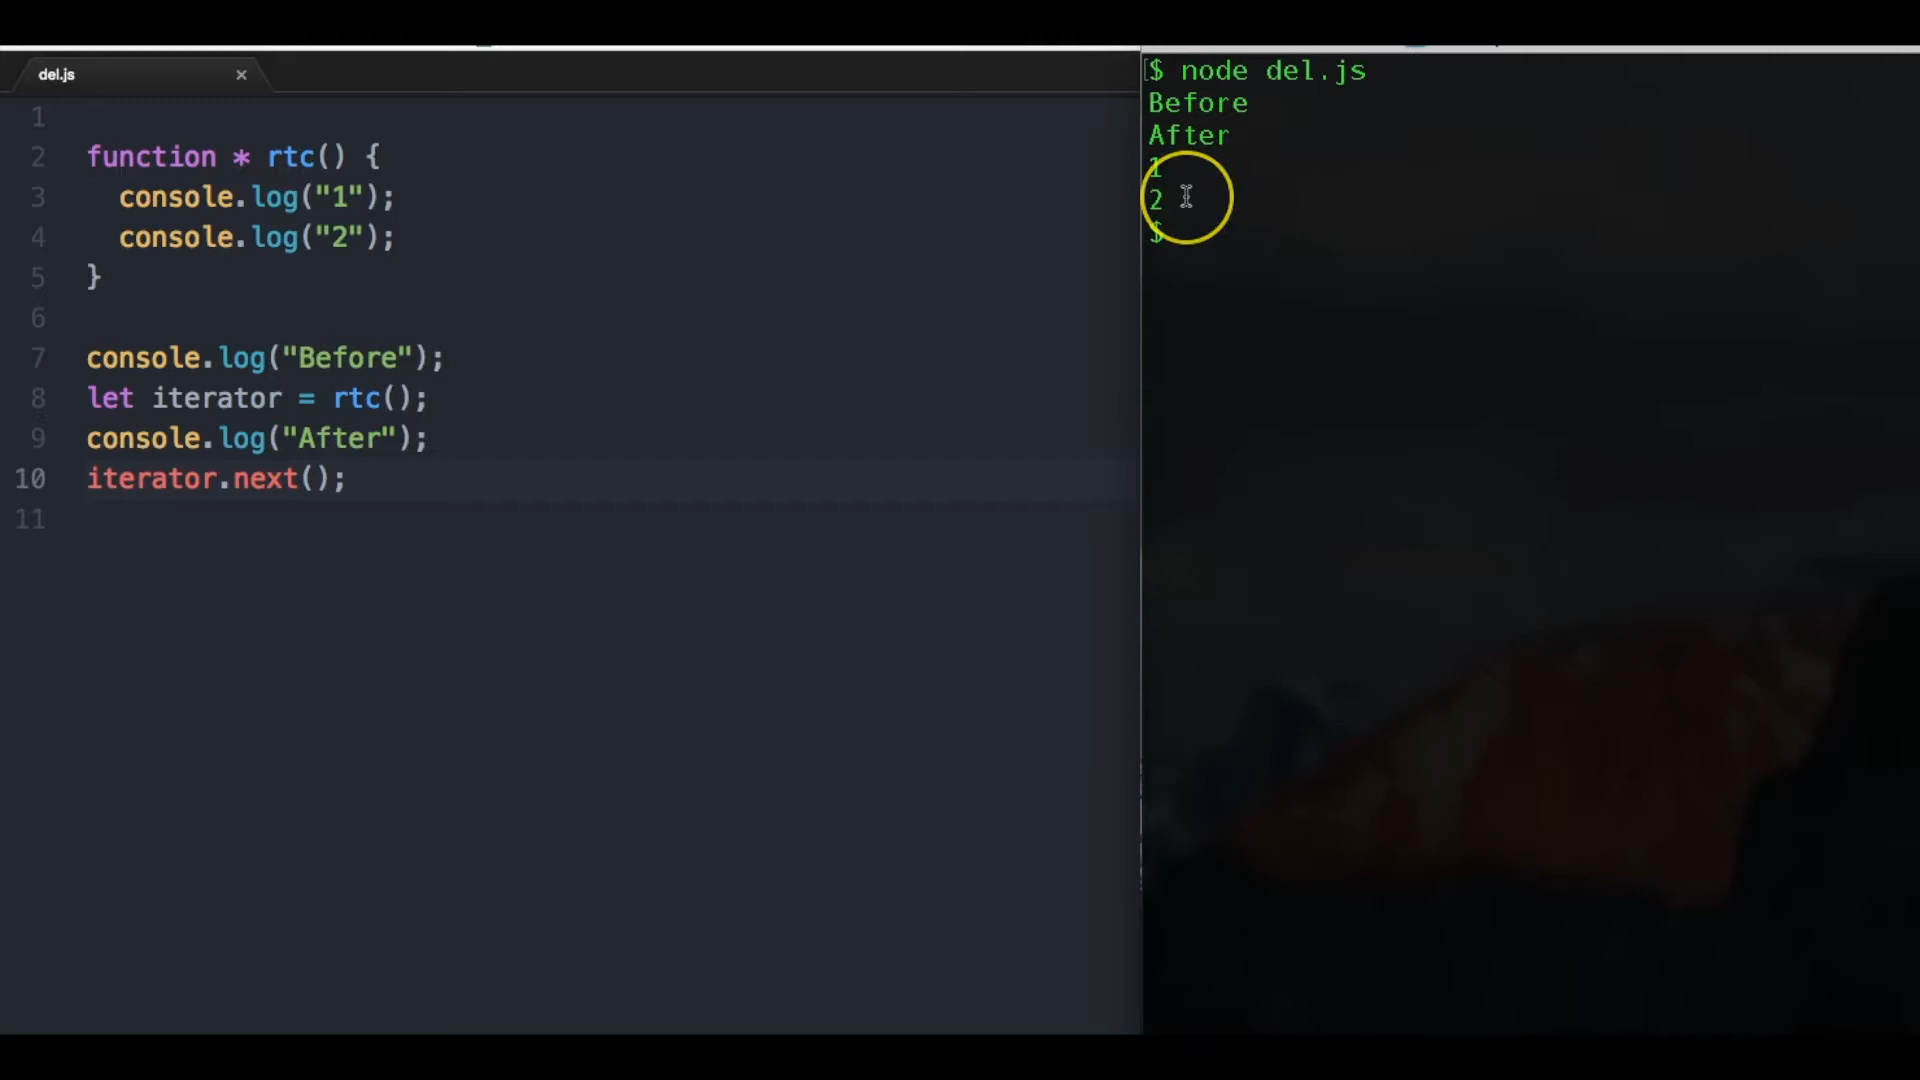 del.js
1
2 function * rtc() {
3 console.log("1");
4 console.log("2");
5 }
6
7 console.log("Before");
8 let iterator = rtc();
9 console.log("After");
10 iterator.next();
11
$ node del.js
Before
After
1
2
$